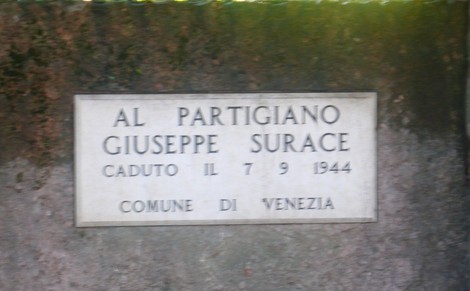 AL PARTIGIANO
GIUSEPPE SURACE
CADUTO IL 7 9 1944
COMUNE DI VENEZIA